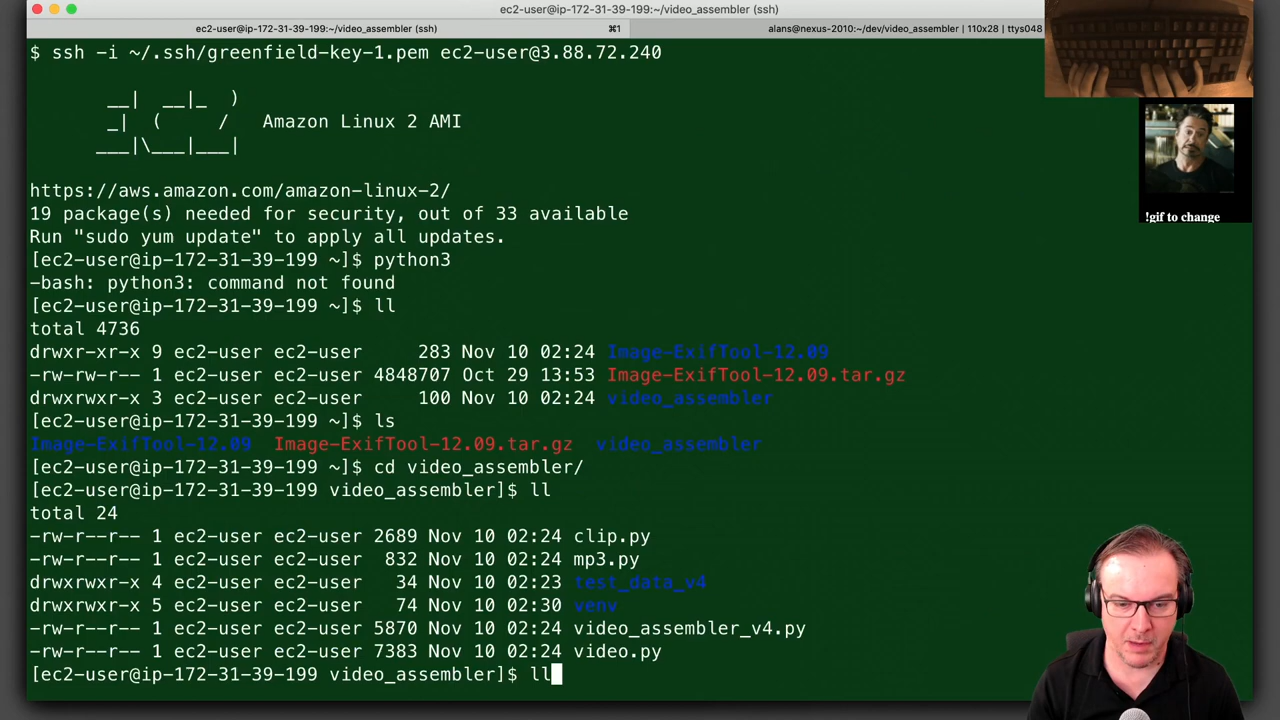 ec2-user@ip-172-31-39-199:~/video_assembler (ssh)
ec2-user@ip-172-31-39-199:~/video_assembler (ssh) ⌘1 alans@nexus-2010:~/dev/video_assembler | 110x28 | ttys048
$ ssh -i ~/.ssh/greenfield-key-1.pem ec2-user@3.88.72.240
__| __|_ )
_| ( / Amazon Linux 2 AMI
___|\___|___|
https://aws.amazon.com/amazon-linux-2/
19 package(s) needed for security, out of 33 available
Run "sudo yum update" to apply all updates.
[ec2-user@ip-172-31-39-199 ~]$ python3
-bash: python3: command not found
[ec2-user@ip-172-31-39-199 ~]$ ll
total 4736
drwxr-xr-x 9 ec2-user ec2-user 283 Nov 10 02:24 Image-ExifTool-12.09
-rw-rw-r-- 1 ec2-user ec2-user 4848707 Oct 29 13:53 Image-ExifTool-12.09.tar.gz
drwxrwxr-x 3 ec2-user ec2-user 100 Nov 10 02:24 video_assembler
[ec2-user@ip-172-31-39-199 ~]$ ls
Image-ExifTool-12.09 Image-ExifTool-12.09.tar.gz video_assembler
[ec2-user@ip-172-31-39-199 ~]$ cd video_assembler/
[ec2-user@ip-172-31-39-199 video_assembler]$ ll
total 24
-rw-r--r-- 1 ec2-user ec2-user 2689 Nov 10 02:24 clip.py
-rw-r--r-- 1 ec2-user ec2-user 832 Nov 10 02:24 mp3.py
drwxrwxr-x 4 ec2-user ec2-user 34 Nov 10 02:23 test_data_v4
drwxrwxr-x 5 ec2-user ec2-user 74 Nov 10 02:30 venv
-rw-r--r-- 1 ec2-user ec2-user 5870 Nov 10 02:24 video_assembler_v4.py
-rw-r--r-- 1 ec2-user ec2-user 7383 Nov 10 02:24 video.py
[ec2-user@ip-172-31-39-199 video_assembler]$ ll
!gif to change